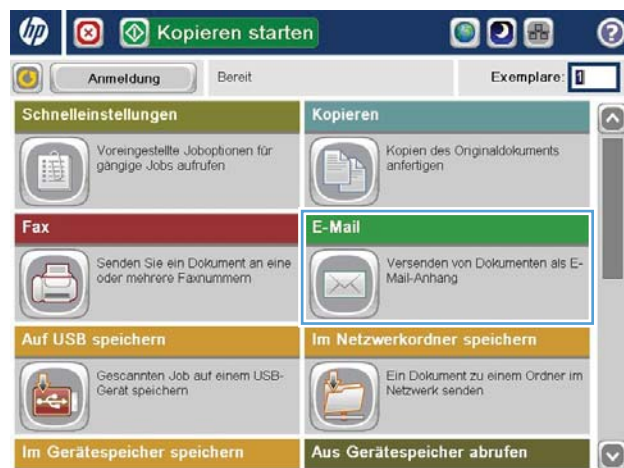 hp
Kopieren starten
?
Anmeldung
Bereit
Exemplare: 1
Schnelleinstellungen
Kopieren
Voreingestellte Joboptionen für
gängige Jobs aufrufen
Kopien des Originaldokuments
anfertigen
Fax
E-Mail
Senden Sie ein Dokument an eine
oder mehrere Faxnummern
Versenden von Dokumenten als E-
Mail-Anhang
Auf USB speichern
Im Netzwerkordner speichern
Gescannten Job auf einem USB-
Gerät speichern
Ein Dokument zu einem Ordner im
Netzwerk senden
Im Gerätespeicher speichern
Aus Gerätespeicher abrufen